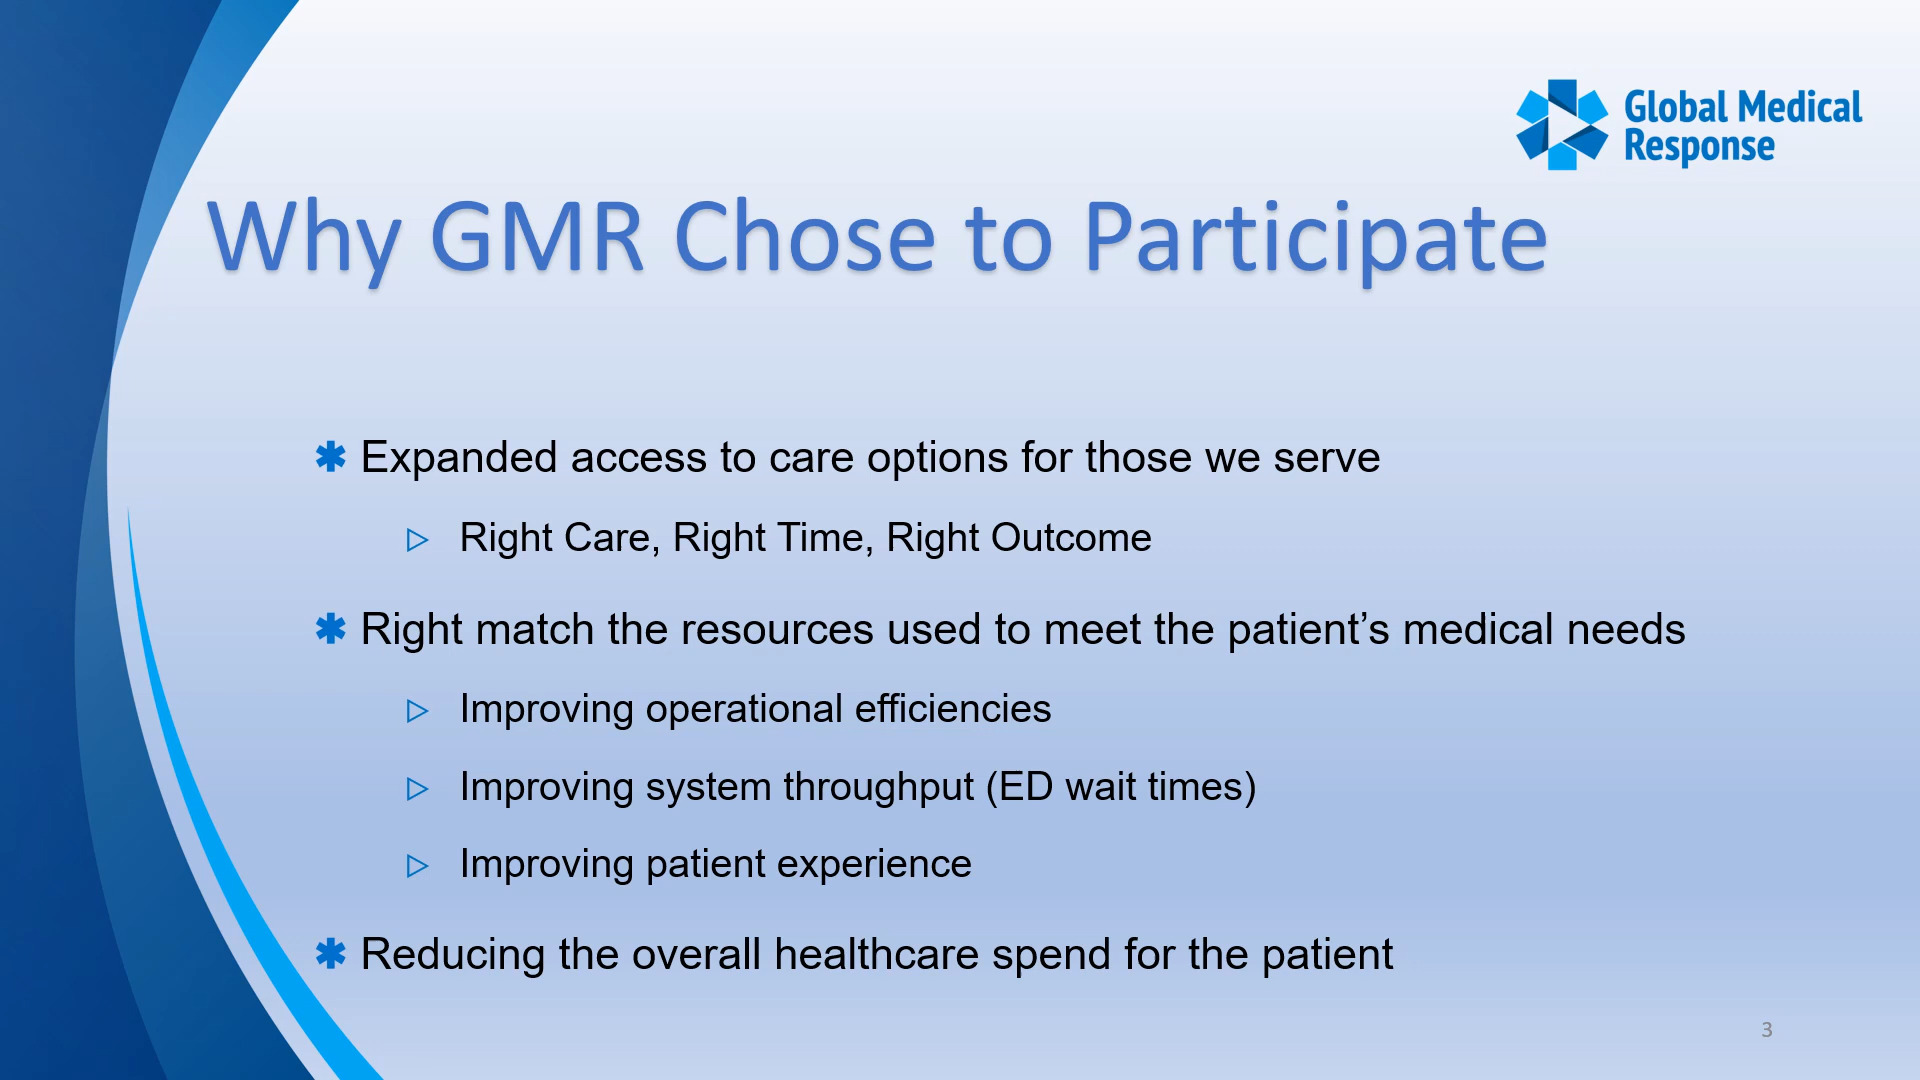 Global Medical
Response
Why GMR Chose to Participate
Expanded access to care options for those we serve
Right Care, Right Time, Right Outcome
Right match the resources used to meet the patient’s medical needs
Improving operational efficiencies
Improving system throughput (ED wait times)
Improving patient experience
Reducing the overall healthcare spend for the patient
3